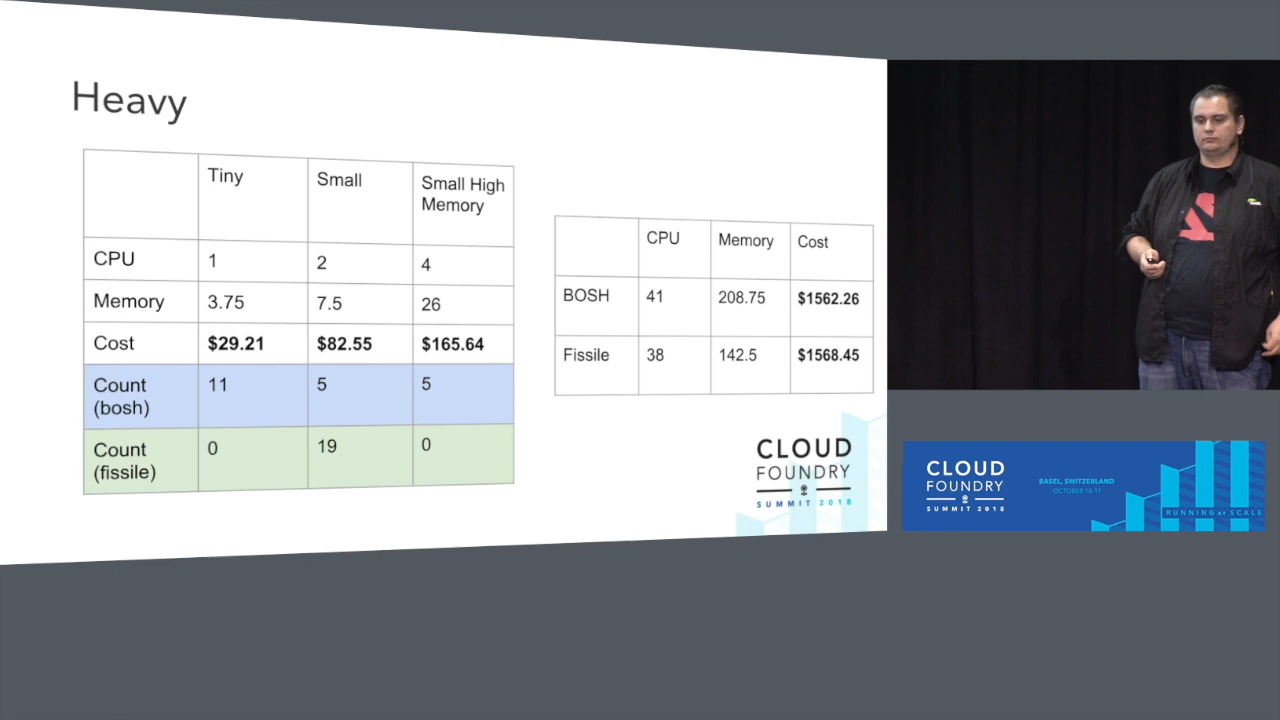 Heavy
Tiny
Small
Small High
Memory
CPU
1
2
4
Memory
3.75
7.5
26
Cost
$29.21
$82.55
$165.64
Count
(bosh)
11
5
5
Count
(fissile)
0
19
0
CPU
Memory
Cost
BOSH
41
208.75
$1562.26
Fissile
38
142.5
$1568.45
CLOUD
FOUNDRY
SUMMIT 2018
CLOUD
FOUNDRY
SUMMIT 2018
BASEL, SWITZERLAND
OCTOBER 10-11
RUNNING AT SCALE